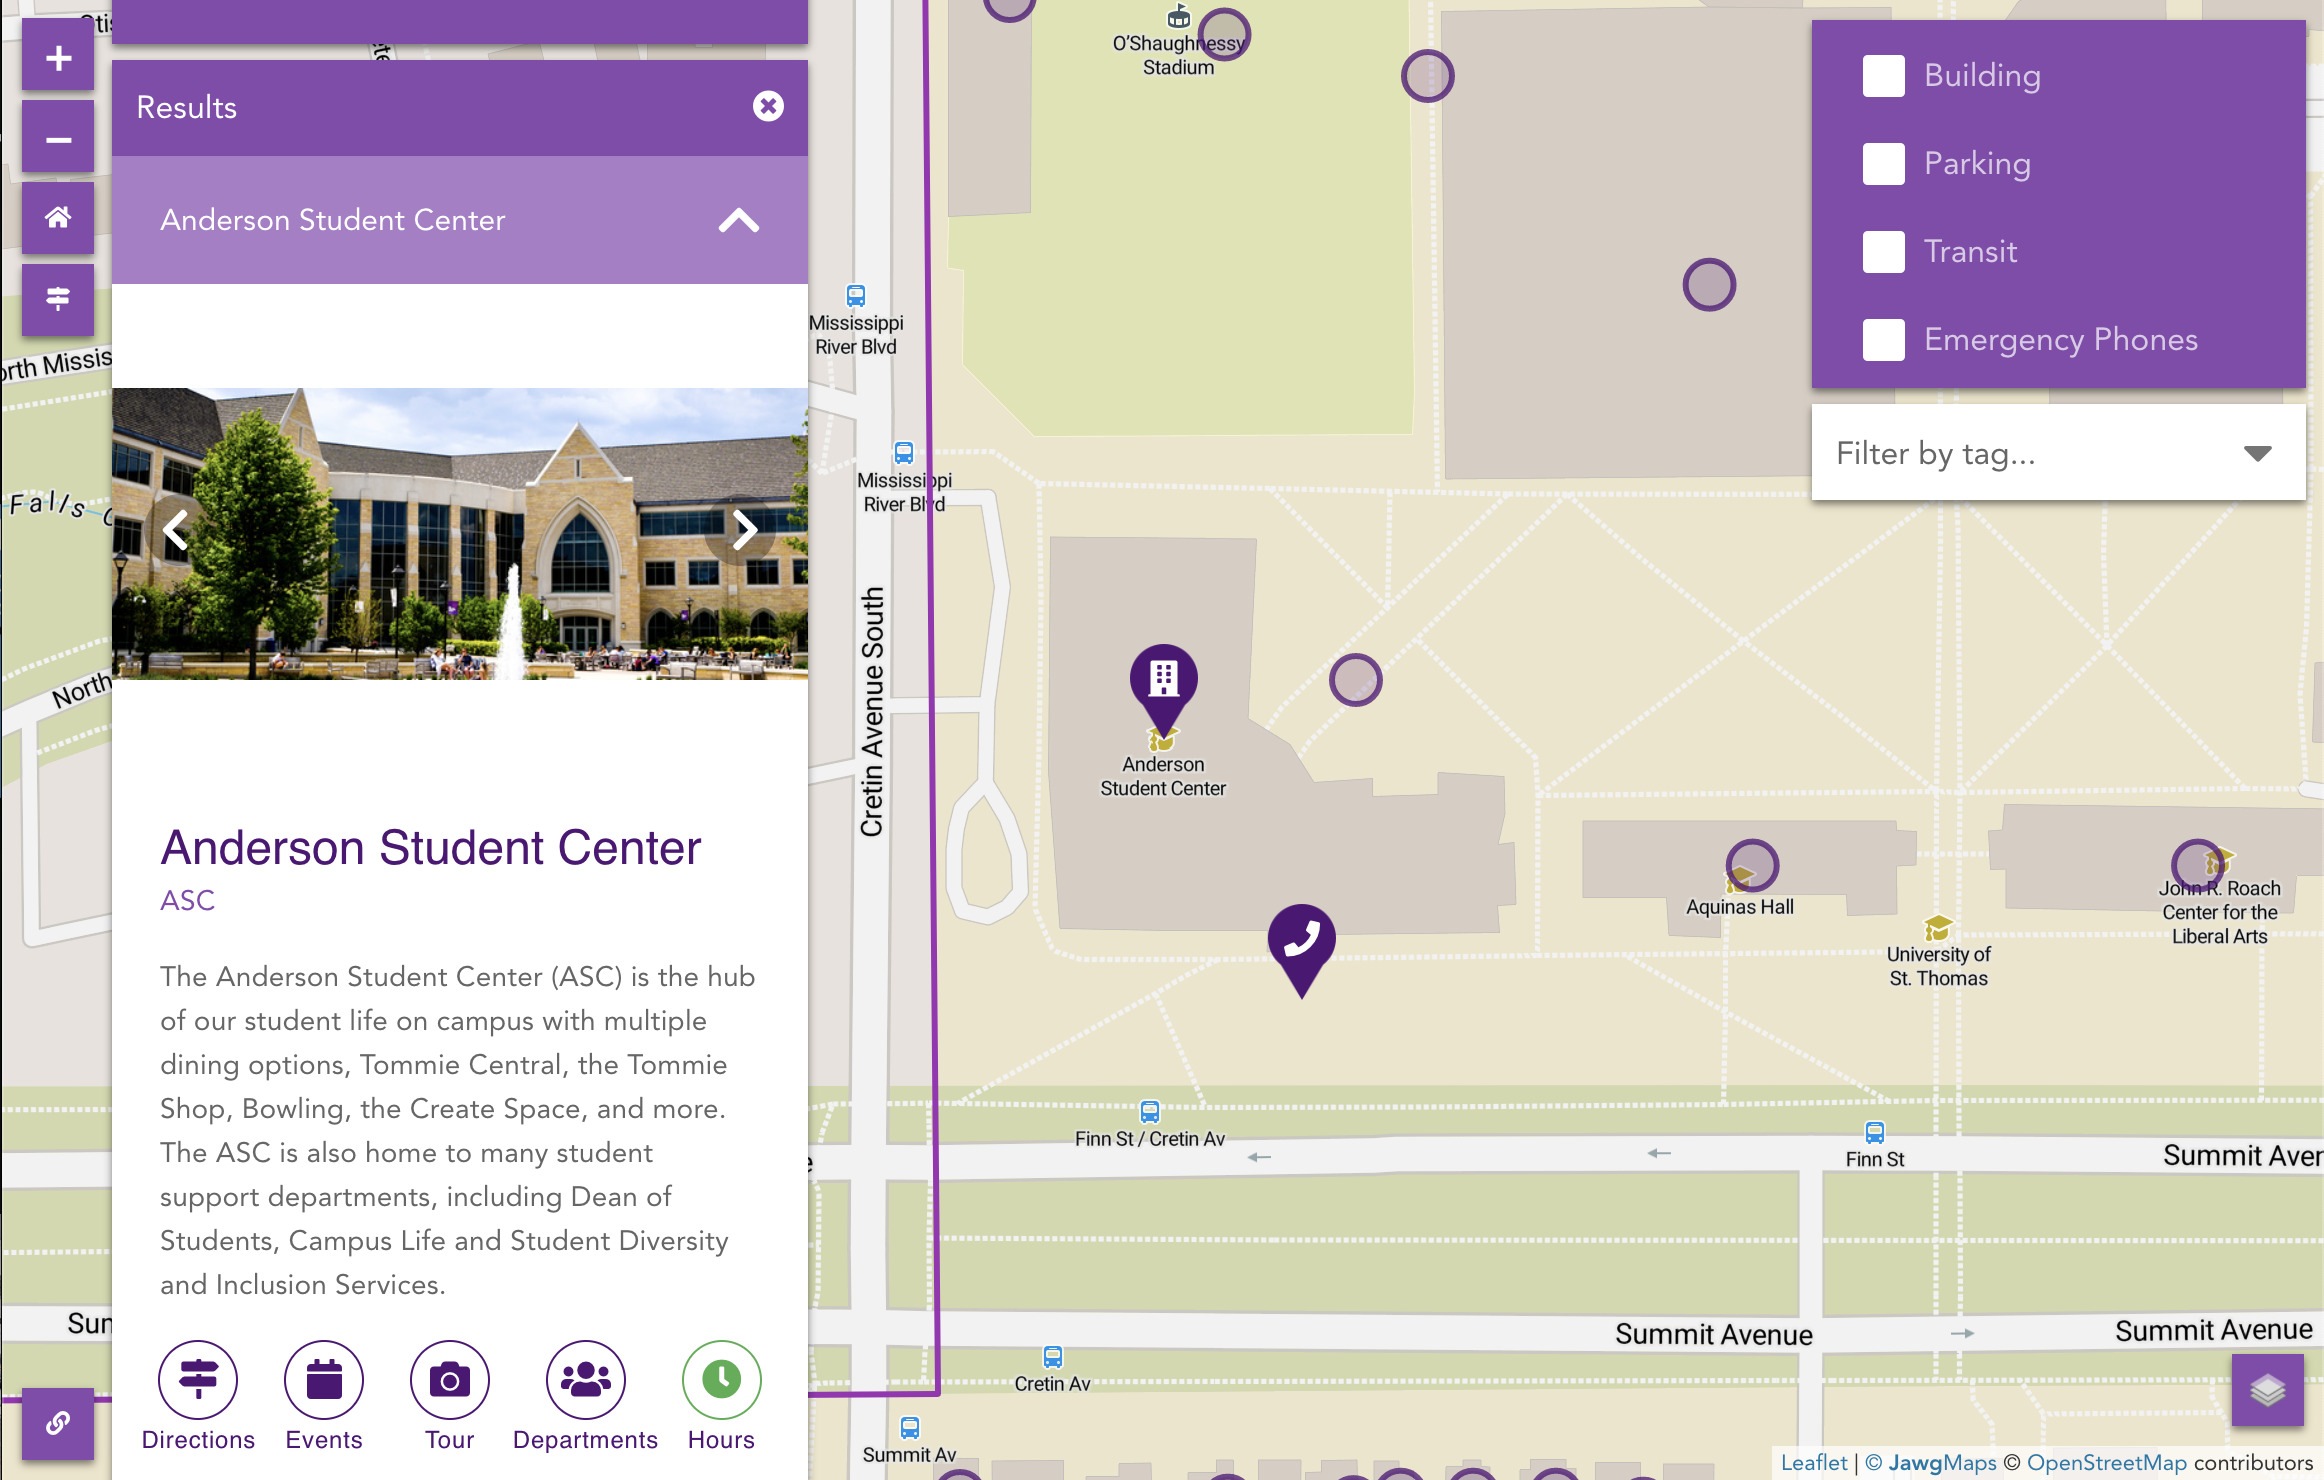 Results
Anderson Student Center
Anderson Student Center
ASC
The Anderson Student Center (ASC) is the hub
of our student life on campus with multiple
dining options, Tommie Central, the Tommie
Shop, Bowling, the Create Space, and more.
The ASC is also home to many student
support departments, including Dean of
Students, Campus Life and Student Diversity
and Inclusion Services.
Directions
Events
Tour
Departments
Hours
North
Falls
O'Shaughnessy
Stadium
Mississippi
River Blvd
Mississippi
River Blvd
Cretin Avenue South
Anderson
Student Center
Aquinas Hall
John R. Roach
Center for the
Liberal Arts
University of
St. Thomas
Finn St / Cretin Av
Finn St
Summit Aven
Summit Avenue
Summit Avenue
Cretin Av
Summit Av
Building
Parking
Transit
Emergency Phones
Filter by tag...
Leaflet | © JawgMaps © OpenStreetMap contributors